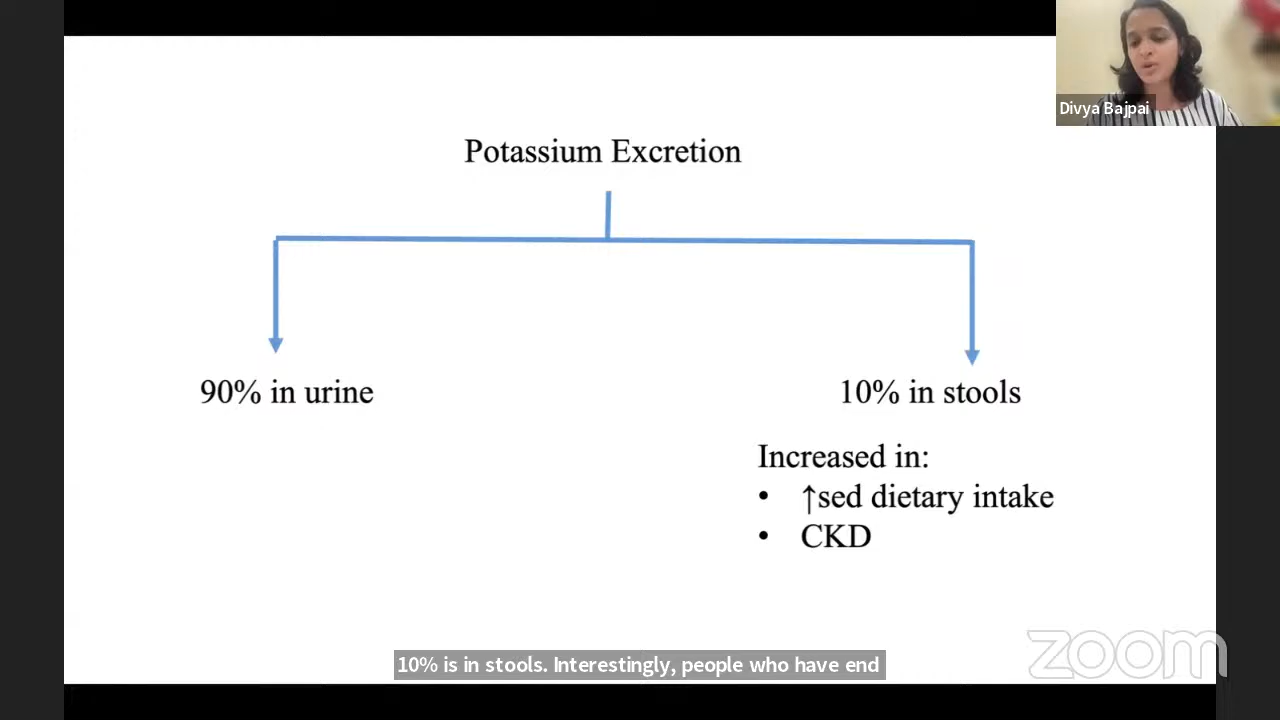 Divya Bajpai
Potassium Excretion
90% in urine
10% in stools
Increased in:
• ↑sed dietary intake
• CKD
10% is in stools. Interestingly, people who have end
zoom